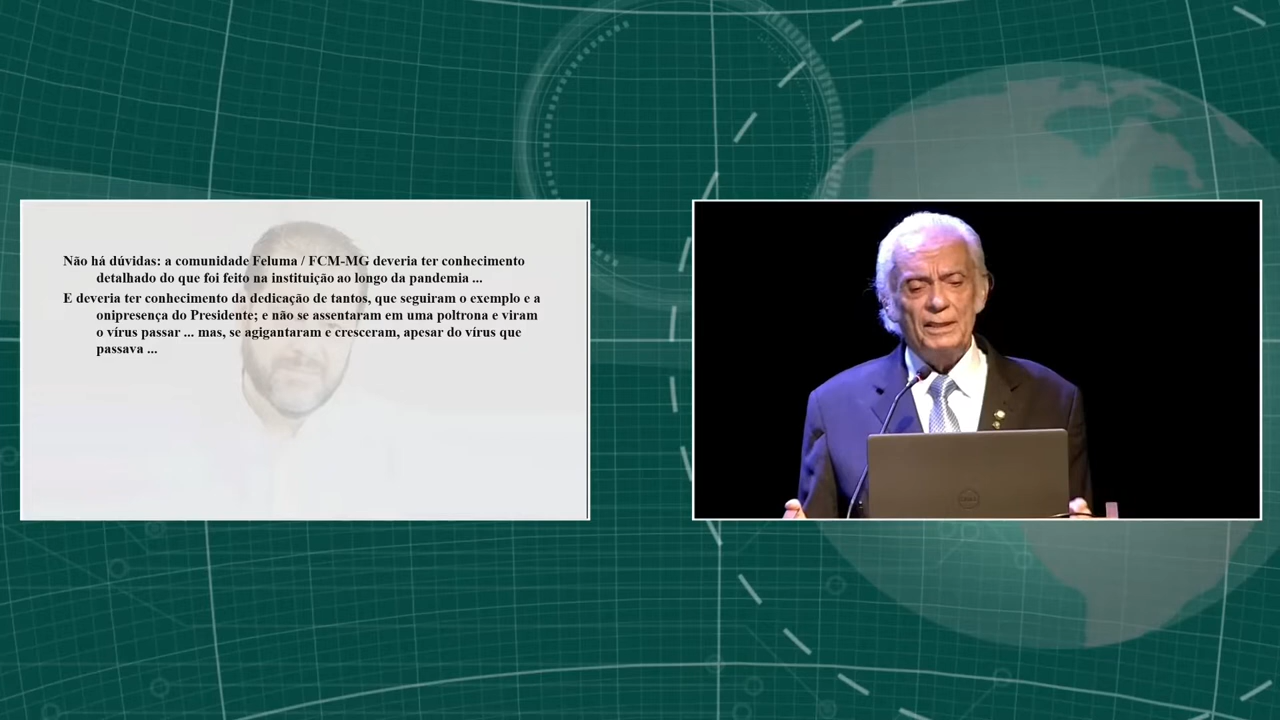 Não há dúvidas: a comunidade Feluma / FCM-MG deveria ter conhecimento
detalhado do que foi feito na instituição ao longo da pandemia ...
E deveria ter conhecimento da dedicação de tantos, que seguiram o exemplo e a
onipresença do Presidente; e não se assentaram em uma poltrona e viram
o vírus passar ... mas, se agigantaram e cresceram, apesar do vírus que
passava ...